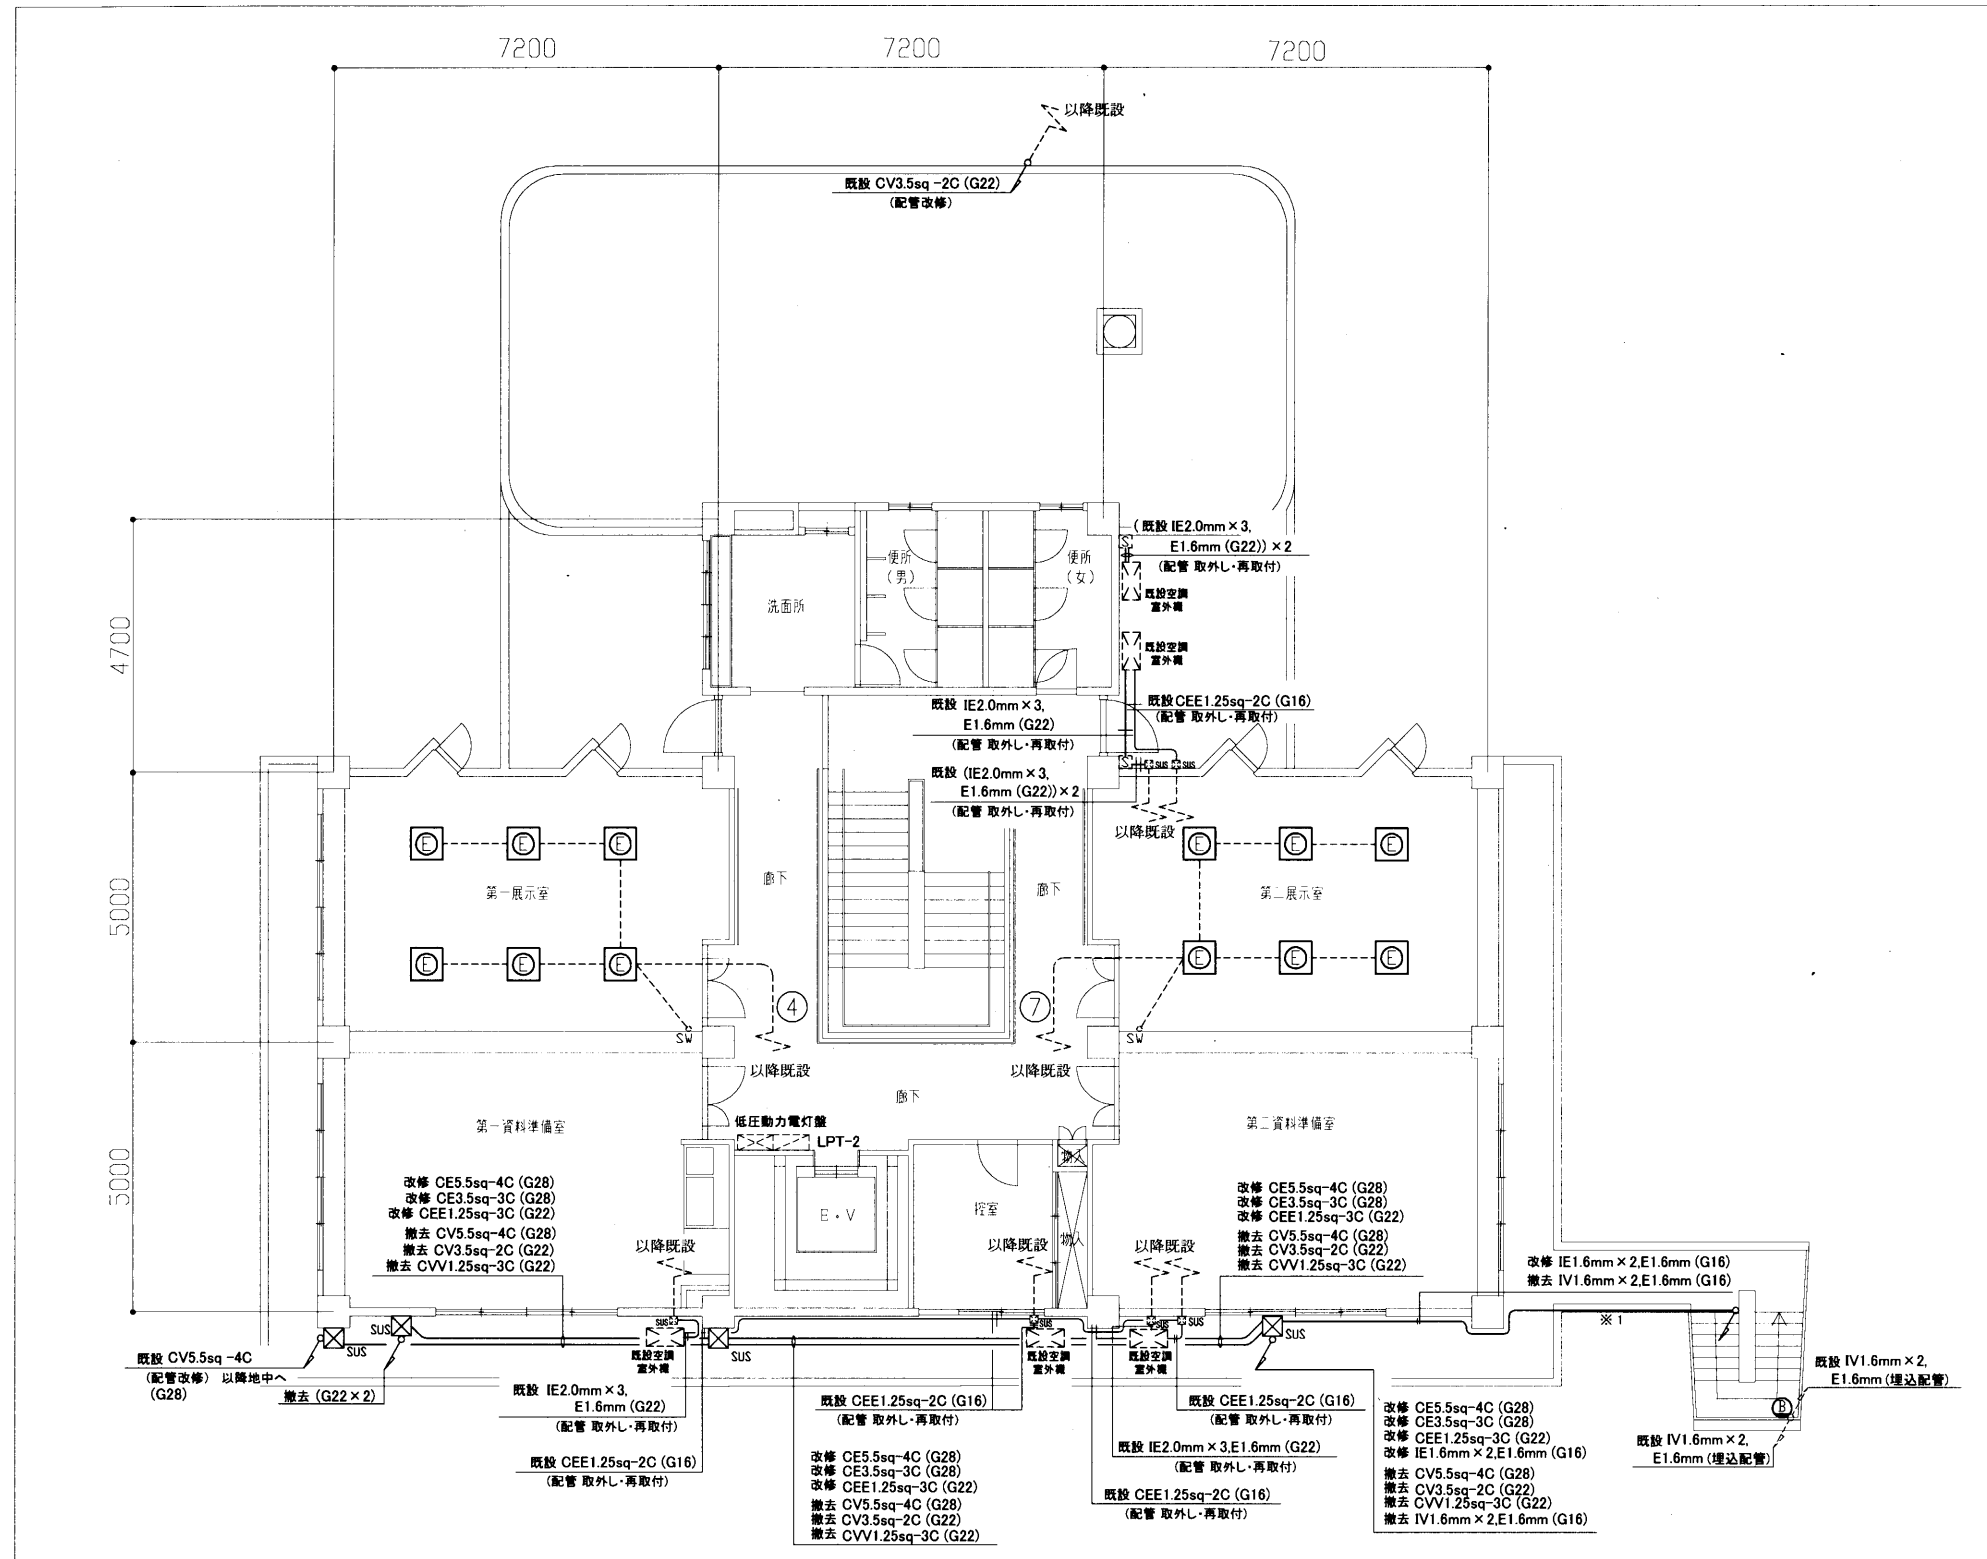 7200
7200
7200
以降既設
既設 CV3.5sq -2C (G22)
(配管改修)
4700
5000
5000
(既設 IE2.0mm×3,
E1.6mm (G22)) ×2
(配管 取外し・再取付)
既設空調
室外機
既設空調
室外機
便所
(男)
便所
(女)
洗面所
既設CEE1.25sq-2C (G16)
(配管 取外し・再取付)
既設 IE2.0mm×3,
E1.6mm (G22)
(配管 取外し・再取付)
既設 (IE2.0mm×3,
E1.6mm (G22))×2
(配管 取外し・再取付)
SUS
SUS
以降既設
E
E
E
第一展示室
E
E
E
SW
廊下
廊下
E
E
E
第二展示室
E
E
E
SW
4
7
以降既設
以降既設
廊下
低圧動力電灯盤
LPT-2
第一資料準備室
第二資料準備室
物入
控室
物入
E・V
改修 CE5.5sq-4C (G28)
改修 CE3.5sq-3C (G28)
改修 CEE1.25sq-3C (G22)
撤去 CV5.5sq-4C (G28)
撤去 CV3.5sq-2C (G22)
撤去 CVV1.25sq-3C (G22)
以降既設
以降既設
以降既設
改修 CE5.5sq-4C (G28)
改修 CE3.5sq-3C (G28)
改修 CEE1.25sq-3C (G22)
撤去 CV5.5sq-4C (G28)
撤去 CV3.5sq-2C (G22)
撤去 CVV1.25sq-3C (G22)
改修 IE1.6mm×2,E1.6mm (G16)
撤去 IV1.6mm×2,E1.6mm (G16)
※1
SUS
SUS
SUS
SUS
SUS
SUS
SUS
SUS
既設空調
室外機
既設空調
室外機
既設空調
室外機
既設 CV5.5sq -4C
(配管改修) 以降地中へ
(G28)
撤去 (G22×2)
既設 IE2.0mm×3,
E1.6mm (G22)
(配管 取外し・再取付)
既設 CEE1.25sq-2C (G16)
(配管 取外し・再取付)
既設 CEE1.25sq-2C (G16)
(配管 取外し・再取付)
改修 CE5.5sq-4C (G28)
改修 CE3.5sq-3C (G28)
改修 CEE1.25sq-3C (G22)
撤去 CV5.5sq-4C (G28)
撤去 CV3.5sq-2C (G22)
撤去 CVV1.25sq-3C (G22)
既設 CEE1.25sq-2C (G16)
(配管 取外し・再取付)
既設 IE2.0mm×3,E1.6mm (G22)
(配管 取外し・再取付)
既設 CEE1.25sq-2C (G16)
(配管 取外し・再取付)
改修 CE5.5sq-4C (G28)
改修 CE3.5sq-3C (G28)
改修 CEE1.25sq-3C (G22)
改修 IE1.6mm×2,E1.6mm (G16)
撤去 CV5.5sq-4C (G28)
撤去 CV3.5sq-2C (G22)
撤去 CVV1.25sq-3C (G22)
撤去 IV1.6mm×2,E1.6mm (G16)
既設 IV1.6mm×2,
E1.6mm (埋込配管)
B
既設 IV1.6mm×2,
E1.6mm (埋込配管)